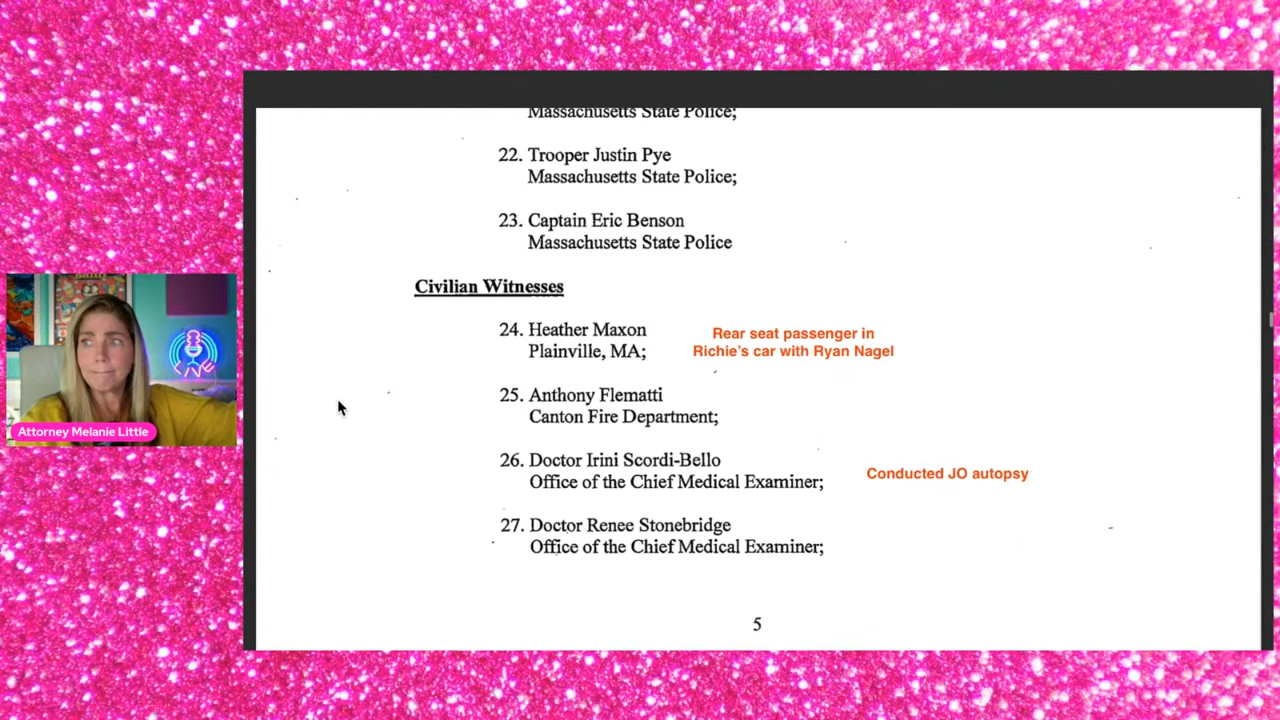 Massachusetts State Police;
22. Trooper Justin Pye
Massachusetts State Police;
23. Captain Eric Benson
Massachusetts State Police
Civilian Witnesses
24. Heather Maxon
Plainville, MA;
Rear seat passenger in
Richie's car with Ryan Nagel
25. Anthony Flematti
Canton Fire Department;
26. Doctor Irini Scordi-Bello
Office of the Chief Medical Examiner;
Conducted JO autopsy
27. Doctor Renee Stonebridge
Office of the Chief Medical Examiner;
5
LIVE
Attorney Melanie Little